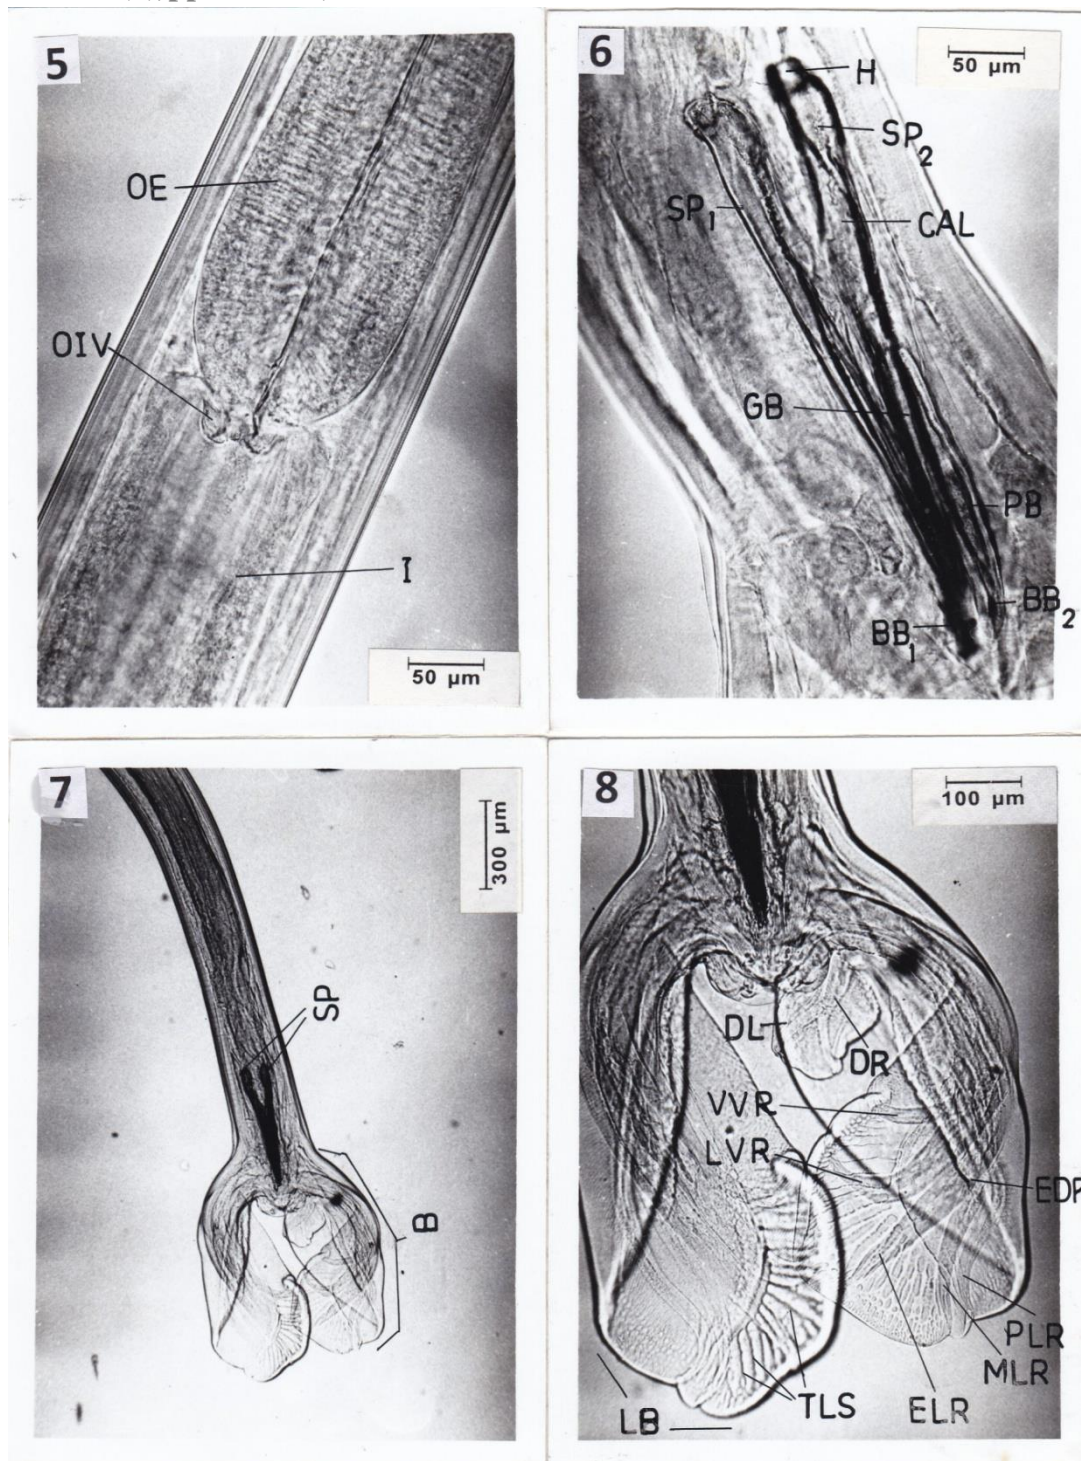 5
OE
OIV
I
50 µm
6
50 µm
H
SP2
SP1
CAL
GB
PB
BB2
BB1
7
300 µm
SP
B
8
100 µm
DL
DR
VVR
LVR
EDR
PLR
MLR
ELR
TLS
LB